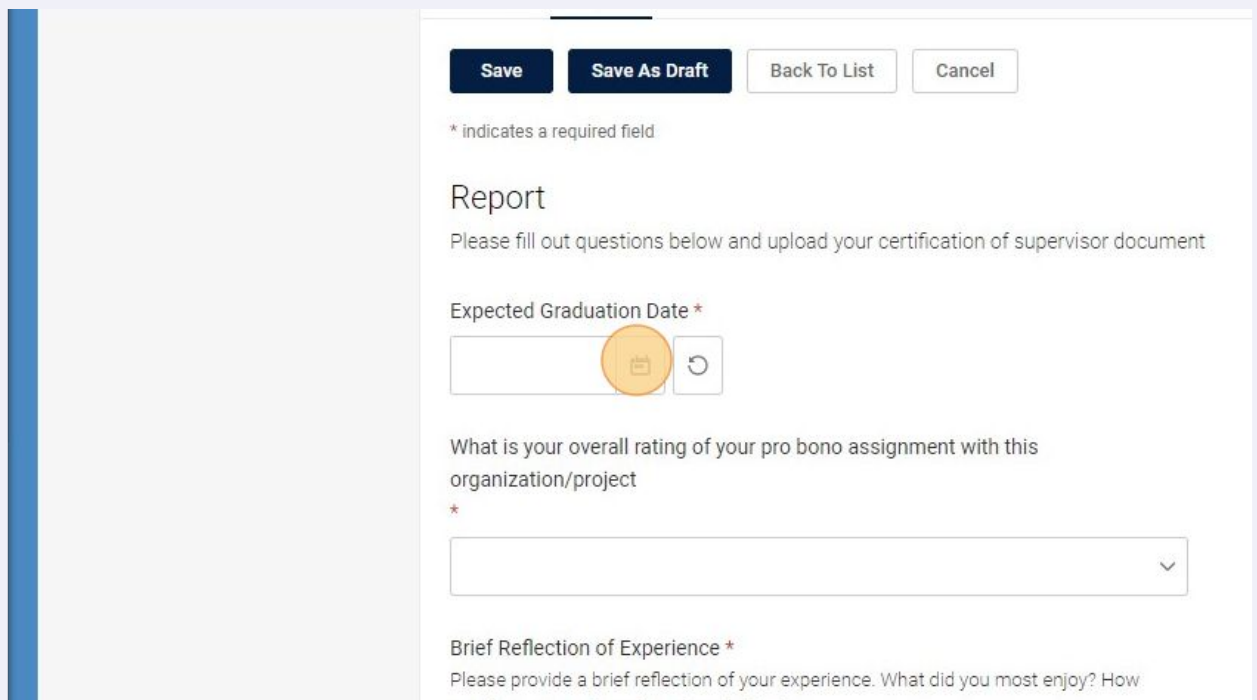 Save Save As Draft Back To List Cancel
* indicates a required field
Report
Please fill out questions below and upload your certification of supervisor document
Expected Graduation Date *
What is your overall rating of your pro bono assignment with this
organization/project
*
Brief Reflection of Experience *
Please provide a brief reflection of your experience. What did you most enjoy? How